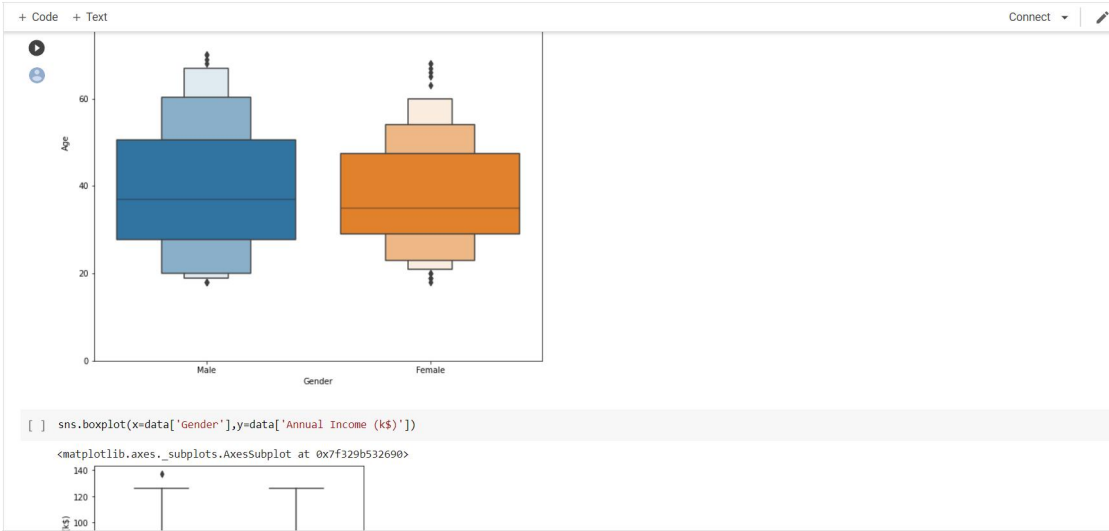 + Code + Text
Connect
60
40
20
0
Age
Male Female
Gender
[ ] sns.boxplot(x=data['Gender'],y=data['Annual Income (k$)'])
<matplotlib.axes._subplots.AxesSubplot at 0x7f329b532690>
140
120
100
(k$)